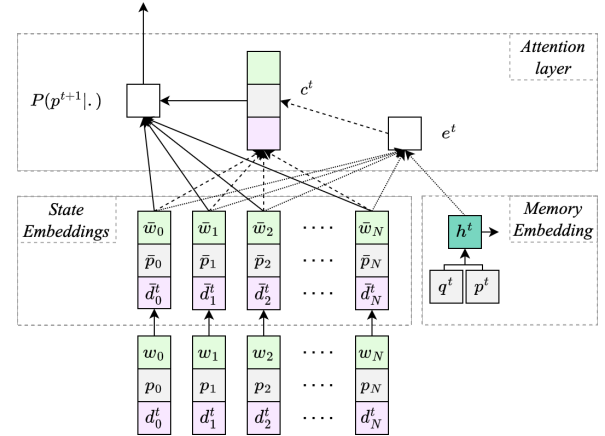 Attention
layer
P(p^{t+1}|.)
c^t
e^t
State
Embeddings
Memory
Embedding
w̄_0 w̄_1 w̄_2 .... w̄_N
p̄_0 p̄_1 p̄_2 .... p̄_N
d̄_0^t d̄_1^t d̄_2^t .... d̄_N^t
h^t
q^t p^t
w_0 w_1 w_2 .... w_N
p_0 p_1 p_2 .... p_N
d_0^t d_1^t d_2^t .... d_N^t